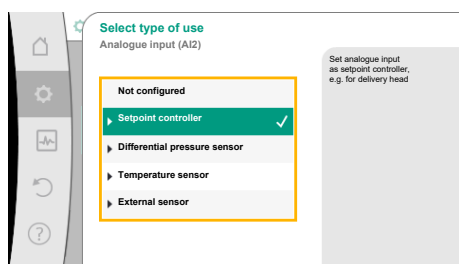 Select type of use
Analogue input (AI2)
Not configured
Setpoint controller
Differential pressure sensor
Temperature sensor
External sensor
Set analogue input
as setpoint controller,
e.g. for delivery head
?